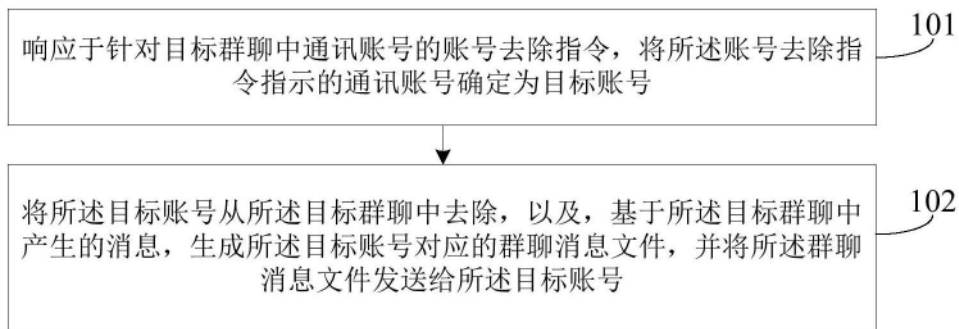 响应于针对目标群聊中通讯账号的账号去除指令，将所述账号去除指
令指示的通讯账号确定为目标账号
101
将所述目标账号从所述目标群聊中去除，以及，基于所述目标群聊中
产生的消息，生成所述目标账号对应的群聊消息文件，并将所述群聊
消息文件发送给所述目标账号
102